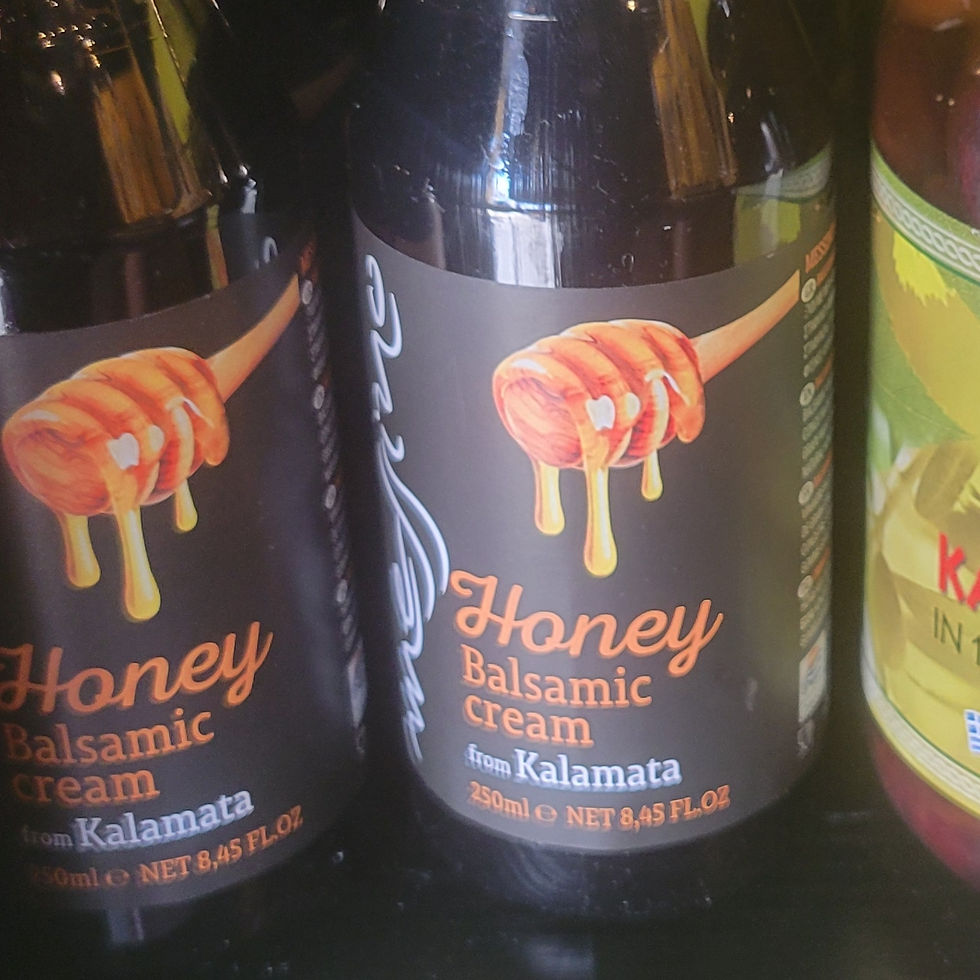 Honey
Balsamic
cream
from Kalamata
250ml e NET 8,45 FL.OZ
Honey
Balsamic
cream
from Kalamata
250ml e NET 8,45 FL.OZ
IN